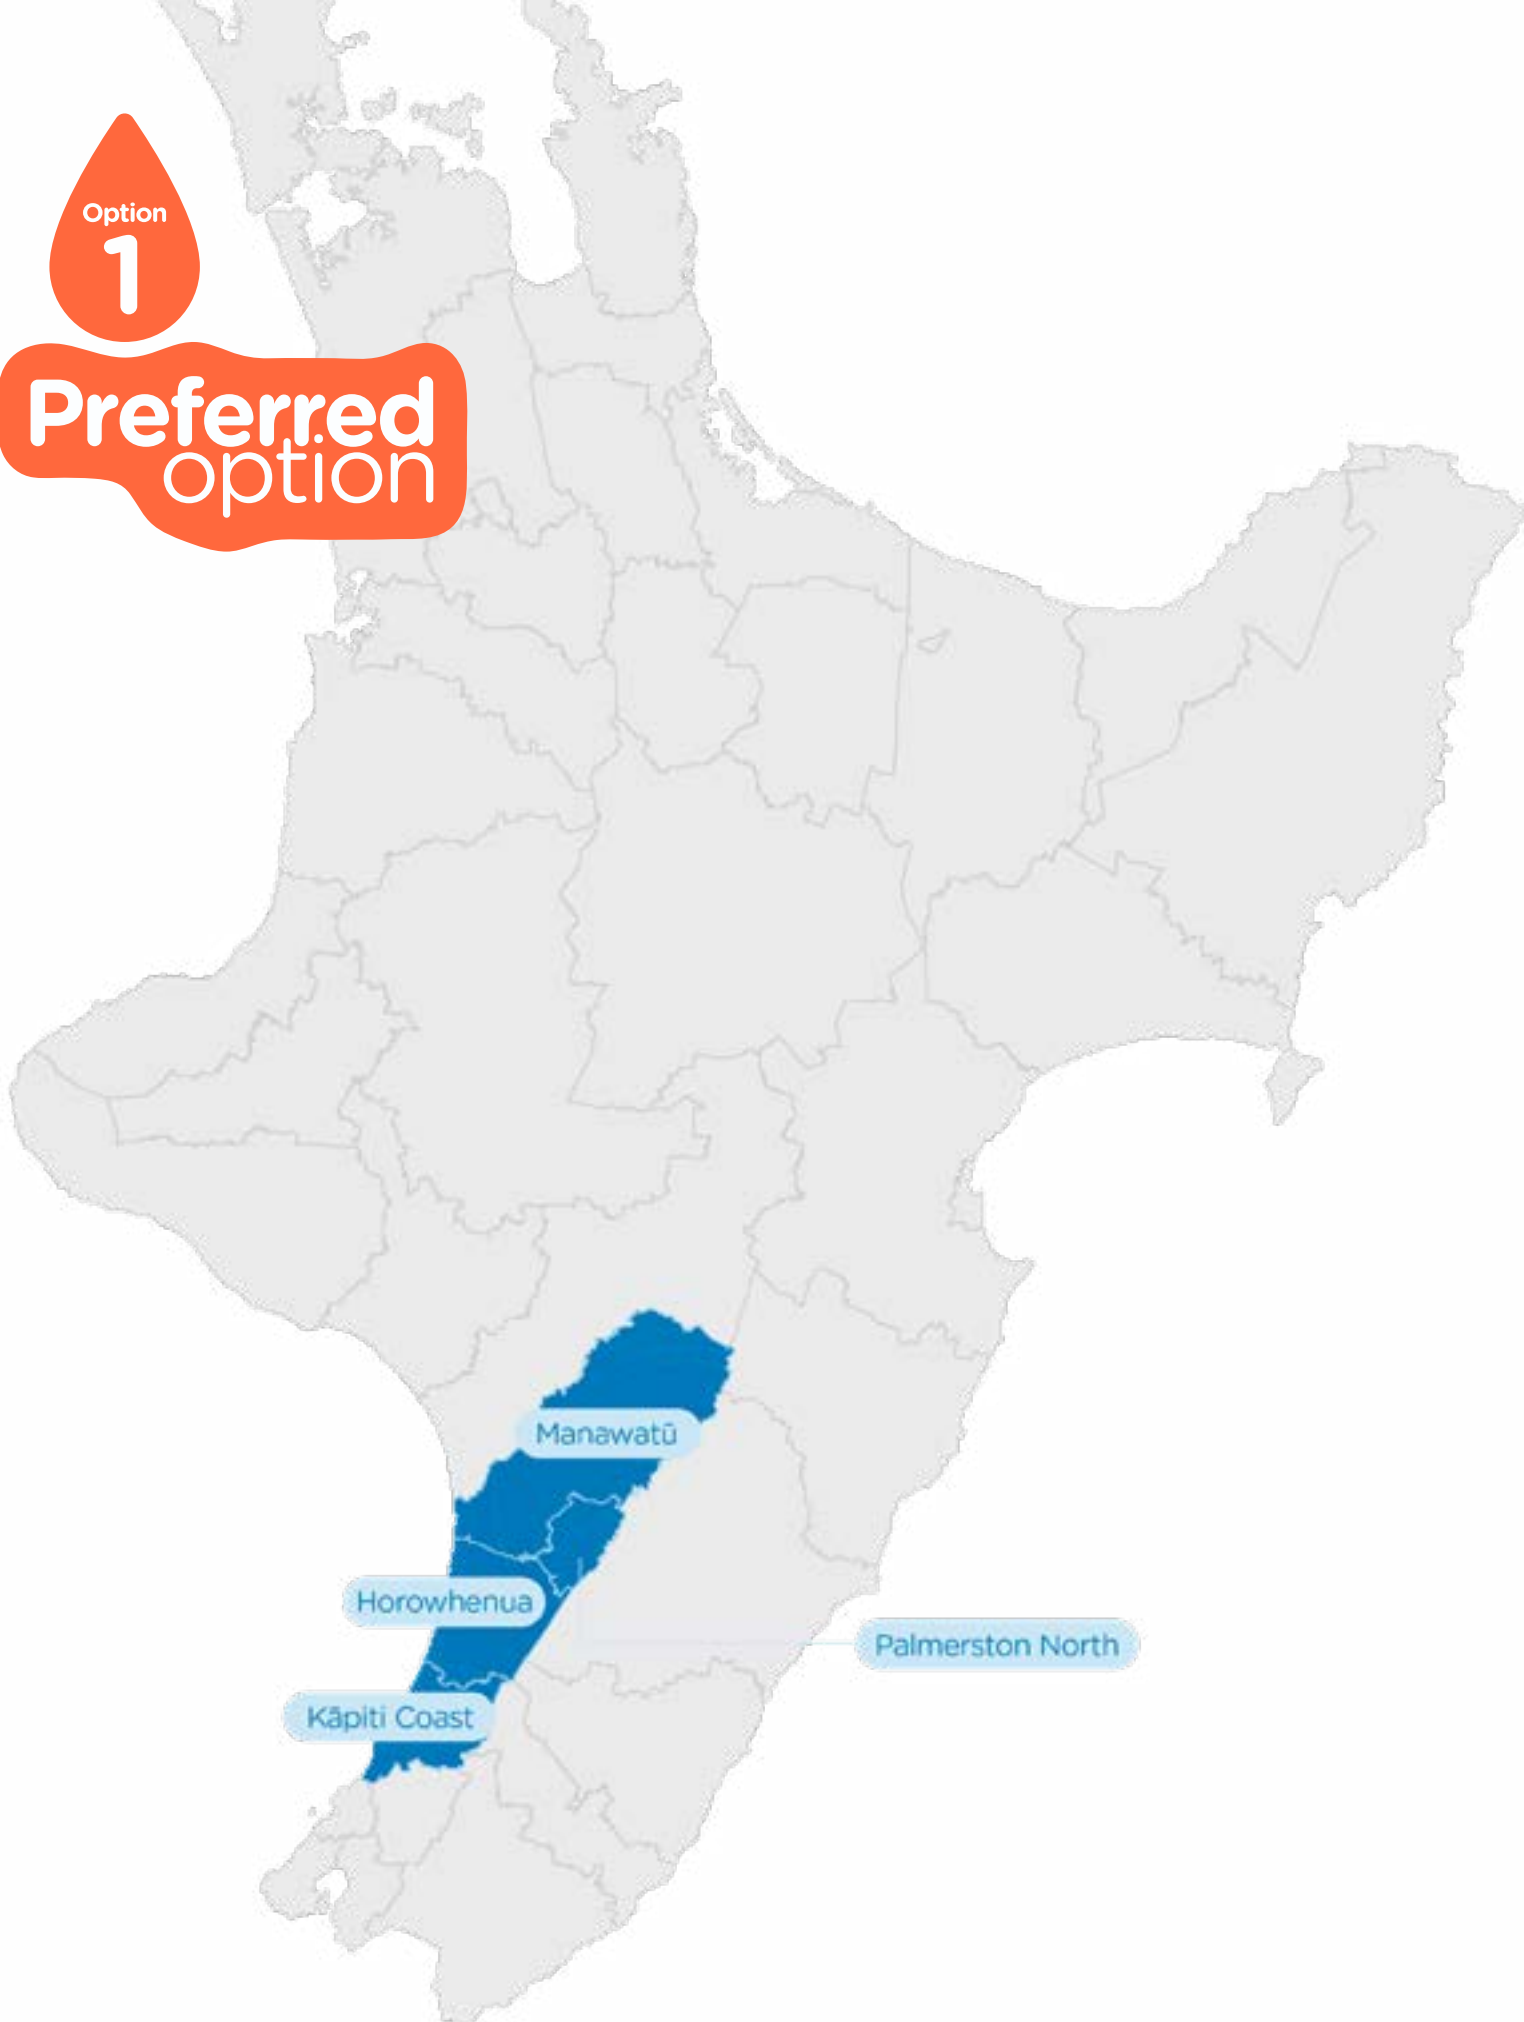 Option
1
Preferred
option
Manawatū
Horowhenua
Palmerston North
Kāpiti Coast